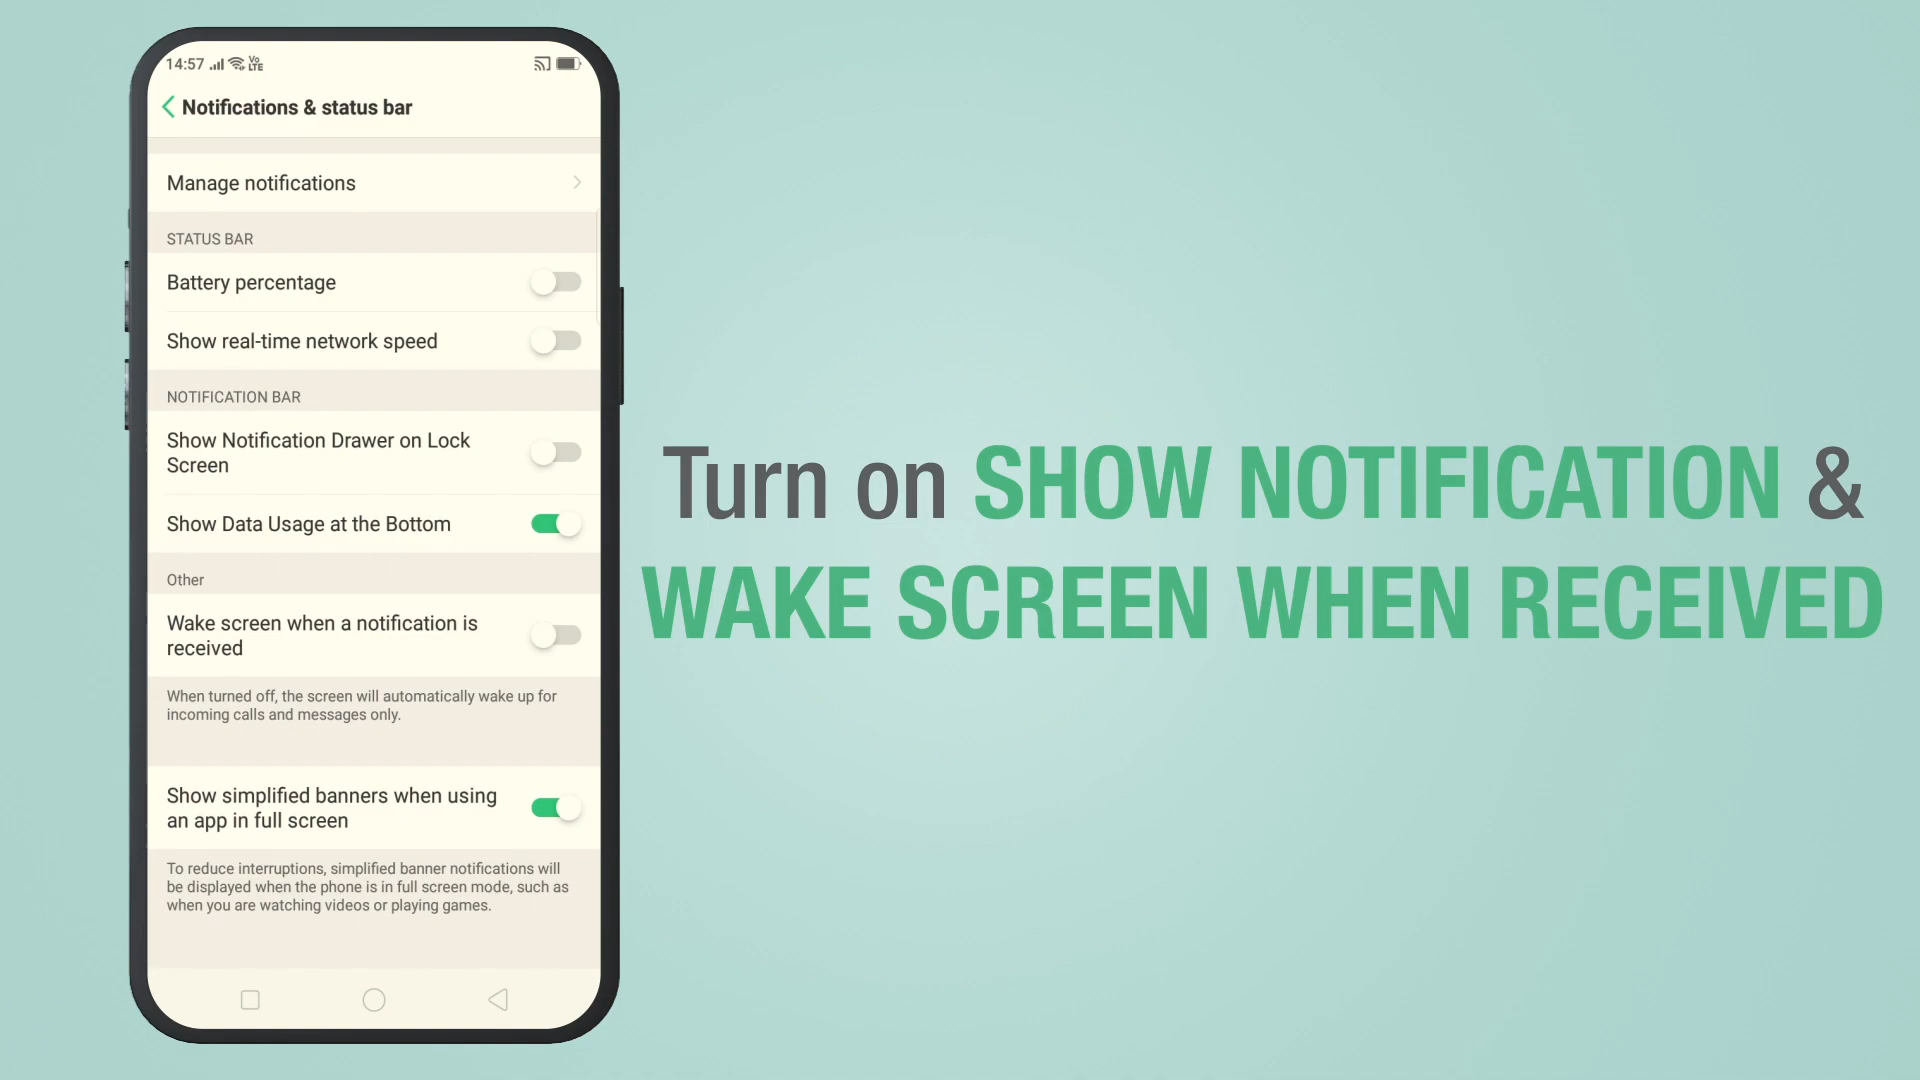 14:57 Vo LTE
Notifications & status bar
Manage notifications
STATUS BAR
Battery percentage
Show real-time network speed
NOTIFICATION BAR
Show Notification Drawer on Lock
Screen
Show Data Usage at the Bottom
Other
Wake screen when a notification is
received
When turned off, the screen will automatically wake up for
incoming calls and messages only.
Show simplified banners when using
an app in full screen
To reduce interruptions, simplified banner notifications will
be displayed when the phone is in full screen mode, such as
when you are watching videos or playing games.
Turn on SHOW NOTIFICATION &
WAKE SCREEN WHEN RECEIVED